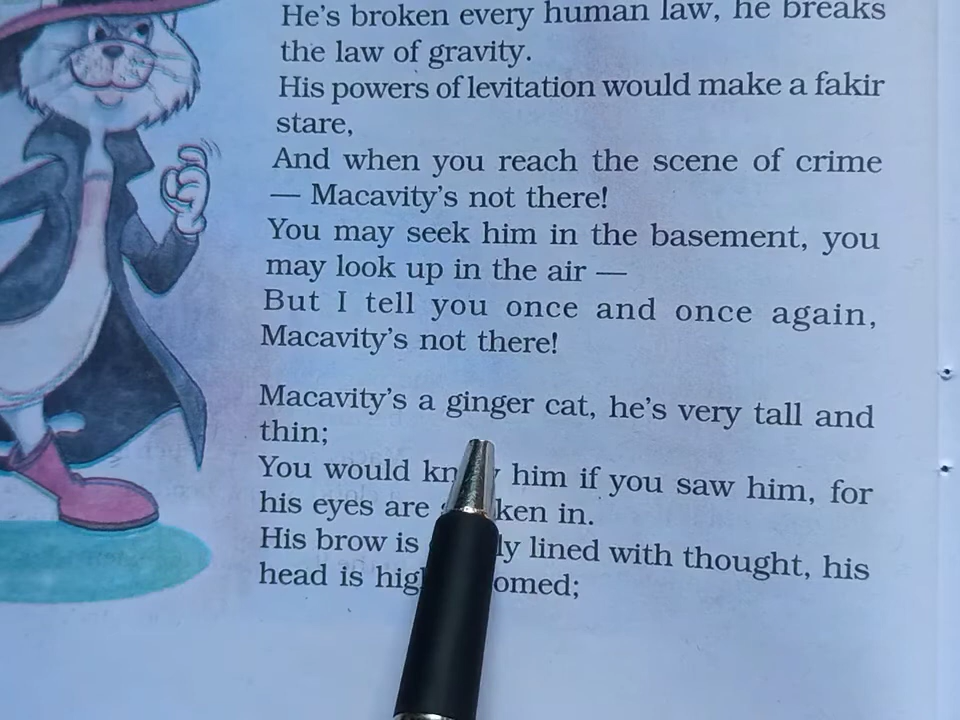 He's broken every human law, he breaks
the law of gravity.
His powers of levitation would make a fakir
stare,
And when you reach the scene of crime
— Macavity's not there!
You may seek him in the basement, you
may look up in the air —
But I tell you once and once again,
Macavity's not there!
Macavity's a ginger cat, he's very tall and
thin;
You would him if you saw him, for
his eyes are in.
His brow is lined with thought, his
head is